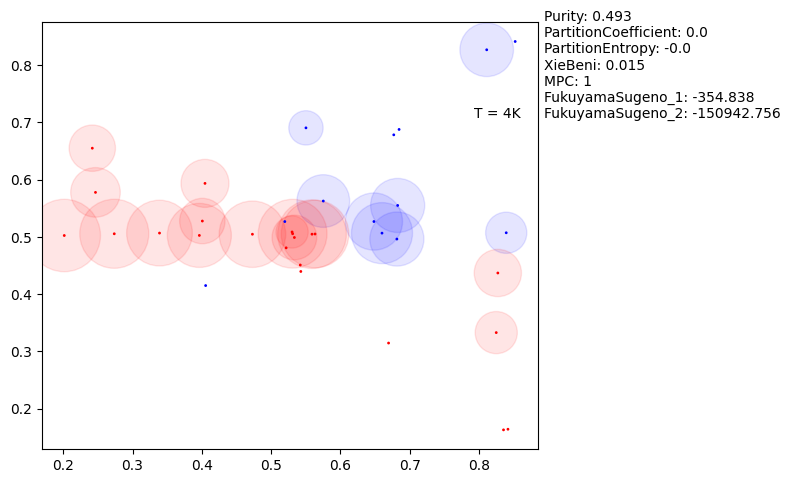 Purity: 0.493
PartitionCoefficient: 0.0
PartitionEntropy: -0.0
XieBeni: 0.015
MPC: 1
FukuyamaSugeno_1: -354.838
FukuyamaSugeno_2: -150942.756
T = 4K
0.8
0.7
0.6
0.5
0.4
0.3
0.2
0.2 0.3 0.4 0.5 0.6 0.7 0.8